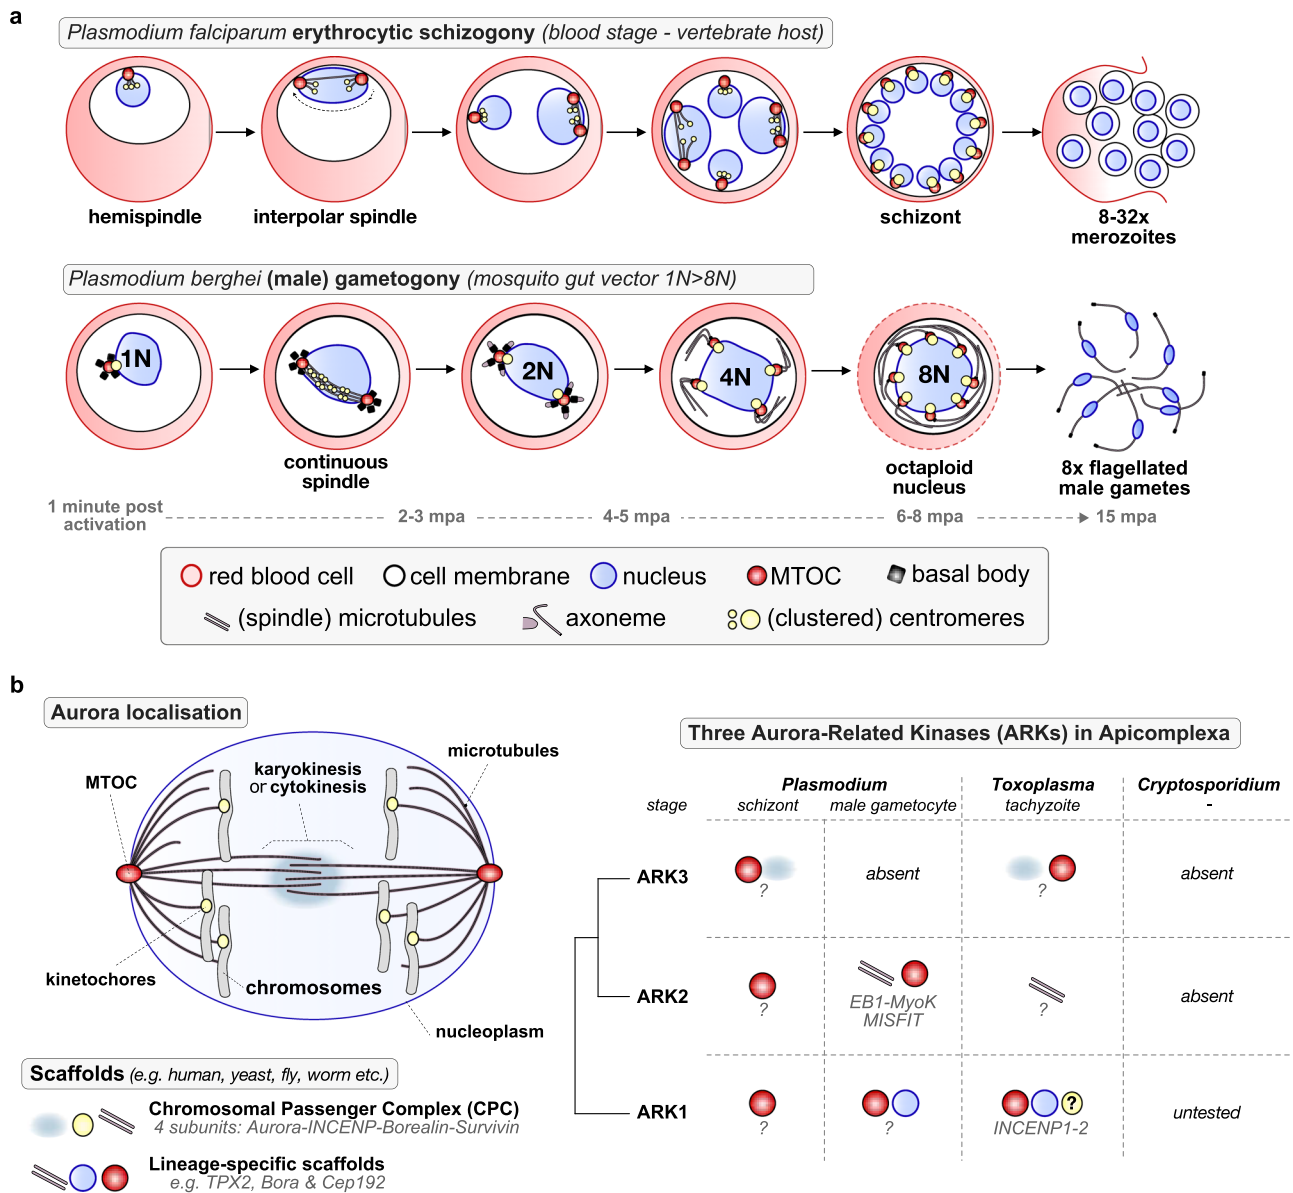 a
Plasmodium falciparum erythrocytic schizogony (blood stage - vertebrate host)
hemispindle
interpolar spindle
schizont
8-32x
merozoites
Plasmodium berghei (male) gametogony (mosquito gut vector 1N>8N)
1N
2N
4N
8N
continuous
spindle
octaploid
nucleus
8x flagellated
male gametes
1 minute post
activation
2-3 mpa
4-5 mpa
6-8 mpa
15 mpa
red blood cell
cell membrane
nucleus
MTOC
basal body
(spindle) microtubules
axoneme
(clustered) centromeres
b
Aurora localisation
microtubules
karyokinesis
or cytokinesis
MTOC
kinetochores
chromosomes
nucleoplasm
Scaffolds (e.g. human, yeast, fly, worm etc.)
Chromosomal Passenger Complex (CPC)
4 subunits: Aurora-INCENP-Borealin-Survivin
Lineage-specific scaffolds
e.g. TPX2, Bora & Cep192
Three Aurora-Related Kinases (ARKs) in Apicomplexa
Plasmodium Toxoplasma Cryptosporidium
stage schizont male gametocyte tachyzoite -
ARK3 absent absent
? ?
ARK2 absent
? EB1-MyoK ?
MISFIT
ARK1 ? untested
? ? INCENP1-2